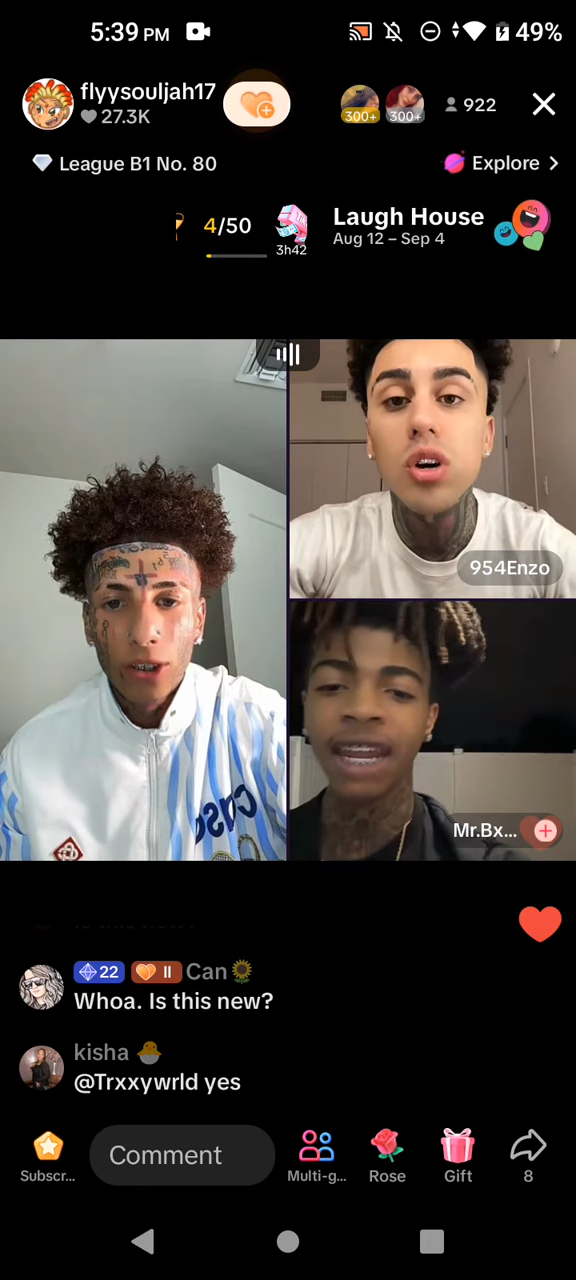 5:39 PM
49%
flyysouljah17
27.3K
300+
300+
922
League B1 No. 80
Explore >
4/50
3h42
Laugh House
Aug 12 – Sep 4
954Enzo
Mr.Bx...
22
II
Can
Whoa. Is this new?
kisha
@Trxxywrld yes
Subscr...
Comment
Multi-g...
Rose
Gift
8